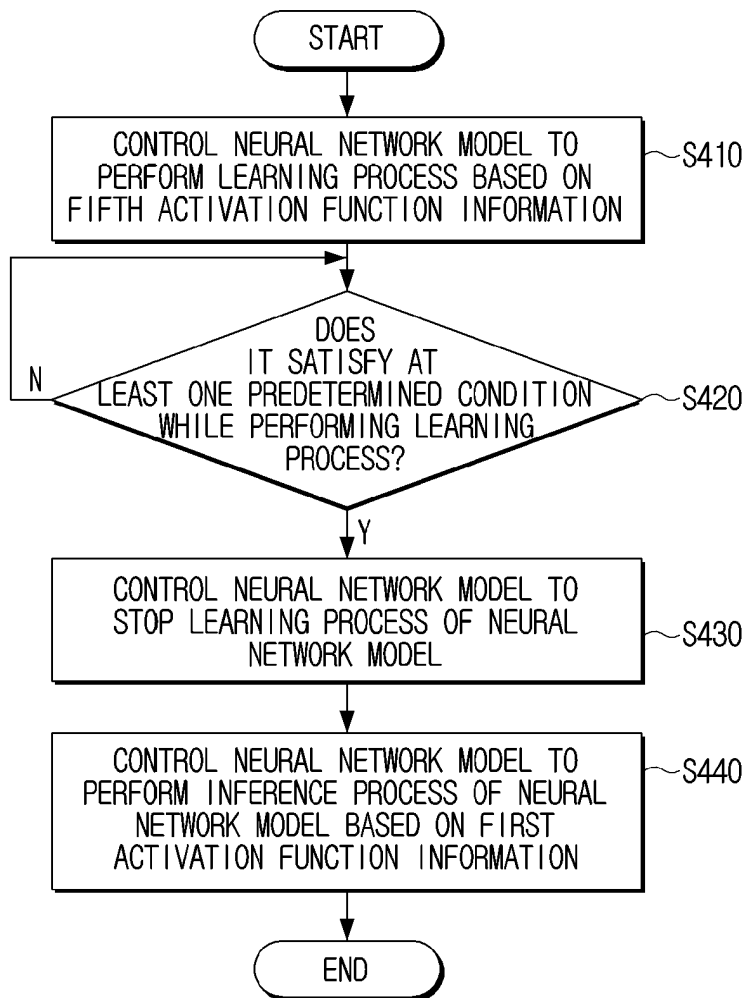 START
CONTROL NEURAL NETWORK MODEL TO
PERFORM LEARNING PROCESS BASED ON
FIFTH ACTIVATION FUNCTION INFORMATION
S410
DOES
IT SATISFY AT
LEAST ONE PREDETERMINED CONDITION
WHILE PERFORMING LEARNING
PROCESS?
N
S420
Y
CONTROL NEURAL NETWORK MODEL TO
STOP LEARNING PROCESS OF NEURAL
NETWORK MODEL
S430
CONTROL NEURAL NETWORK MODEL TO
PERFORM INFERENCE PROCESS OF NEURAL
NETWORK MODEL BASED ON FIRST
ACTIVATION FUNCTION INFORMATION
S440
END